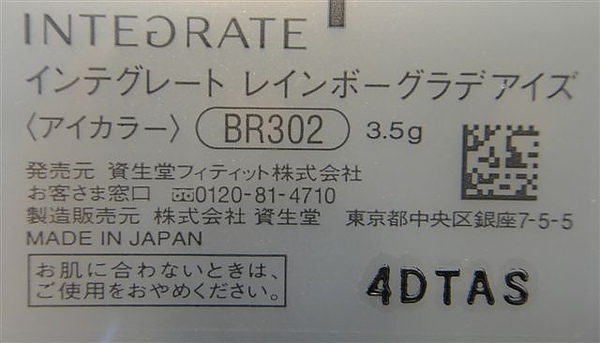 INTEGRATE
インテグレート レインボーグラデアイズ
〈アイカラー〉 BR302 3.5g
発売元 資生堂フィティット株式会社
お客さま窓口 0120-81-4710
製造販売元 株式会社 資生堂 東京都中央区銀座7-5-5
MADE IN JAPAN
お肌に合わないときは、
ご使用をおやめください。
4DTAS